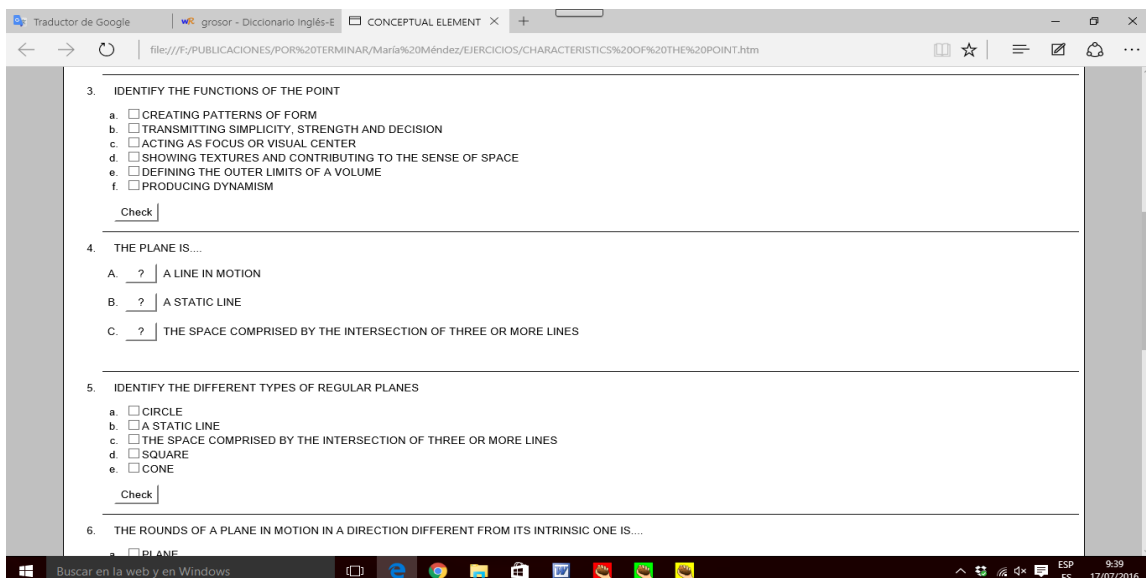 Traductor de Google
WR grosor - Diccionario Inglés-E
CONCEPTUAL ELEMENT
file:///F:/PUBLICACIONES/POR%20TERMINAR/María%20Méndez/EJERCICIOS/CHARACTERISTICS%20OF%20THE%20POINT.htm
3. IDENTIFY THE FUNCTIONS OF THE POINT
a. CREATING PATTERNS OF FORM
b. TRANSMITTING SIMPLICITY, STRENGTH AND DECISION
c. ACTING AS FOCUS OR VISUAL CENTER
d. SHOWING TEXTURES AND CONTRIBUTING TO THE SENSE OF SPACE
e. DEFINING THE OUTER LIMITS OF A VOLUME
f. PRODUCING DYNAMISM
Check
4. THE PLANE IS....
A. ? A LINE IN MOTION
B. ? A STATIC LINE
C. ? THE SPACE COMPRISED BY THE INTERSECTION OF THREE OR MORE LINES
5. IDENTIFY THE DIFFERENT TYPES OF REGULAR PLANES
a. CIRCLE
b. A STATIC LINE
c. THE SPACE COMPRISED BY THE INTERSECTION OF THREE OR MORE LINES
d. SQUARE
e. CONE
Check
6. THE ROUNDS OF A PLANE IN MOTION IN A DIRECTION DIFFERENT FROM ITS INTRINSIC ONE IS....
a. PLANE
Buscar en la web y en Windows
ESP 9:39
ES 17/07/2016